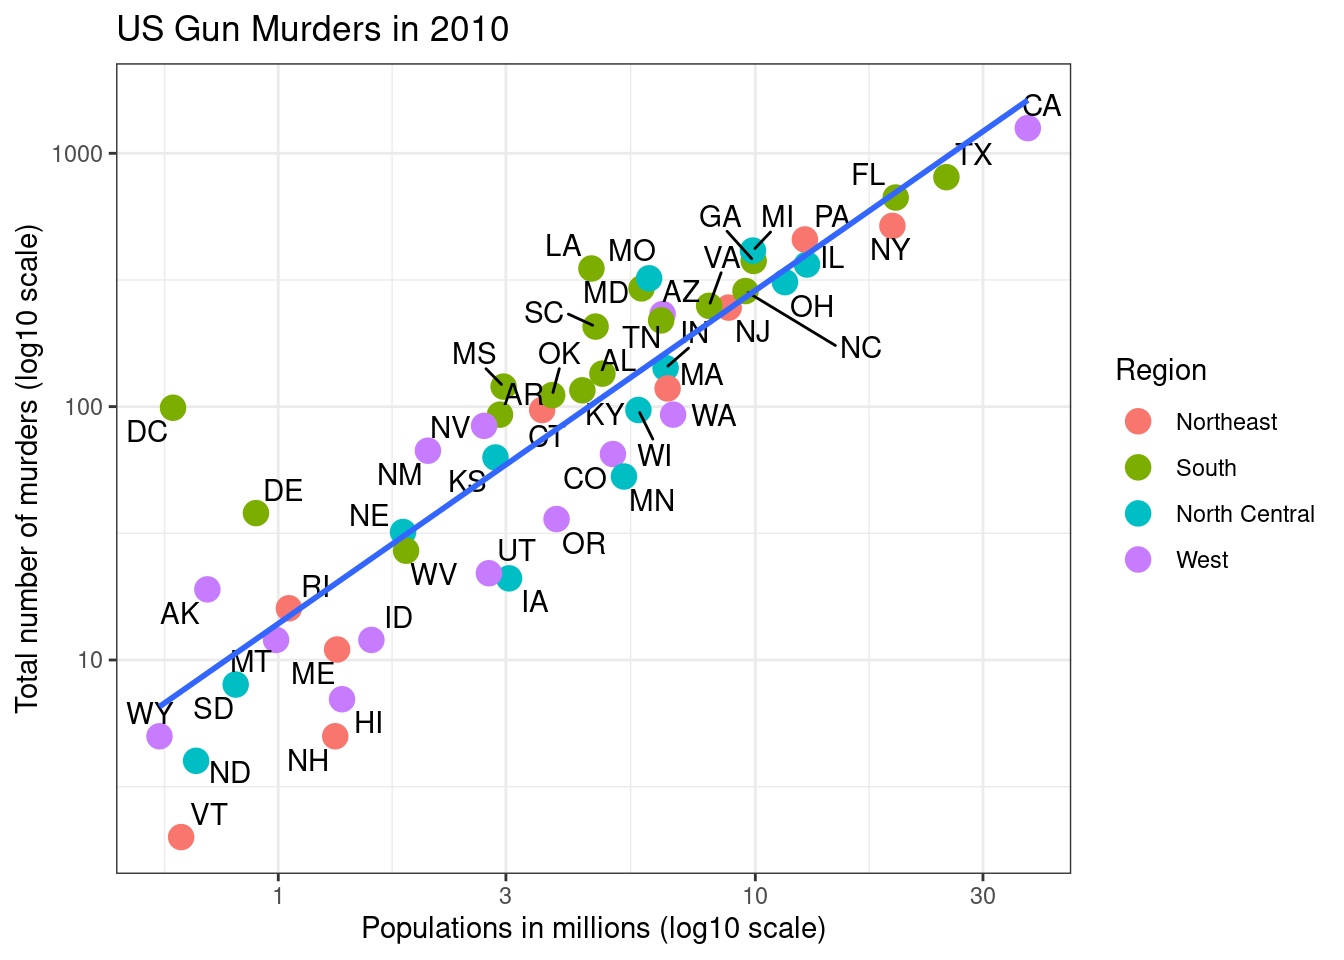 US Gun Murders in 2010
CA
1000
TX
FL
GA
MI
PA
NY
LA
MO
VA
IL
MD
AZ
OH
SC
TN
IN
NJ
NC
MS
OK
AL
MA
Region
AR
100
KY
WA
Northeast
DC
NV
CT
WI
South
NM
KS
CO
MN
North Central
DE
NE
OR
West
UT
WV
RI
IA
AK
ID
10
MT
ME
SD
WY
HI
NH
ND
VT
1
3
10
30
Populations in millions (log10 scale)
Total number of murders (log10 scale)